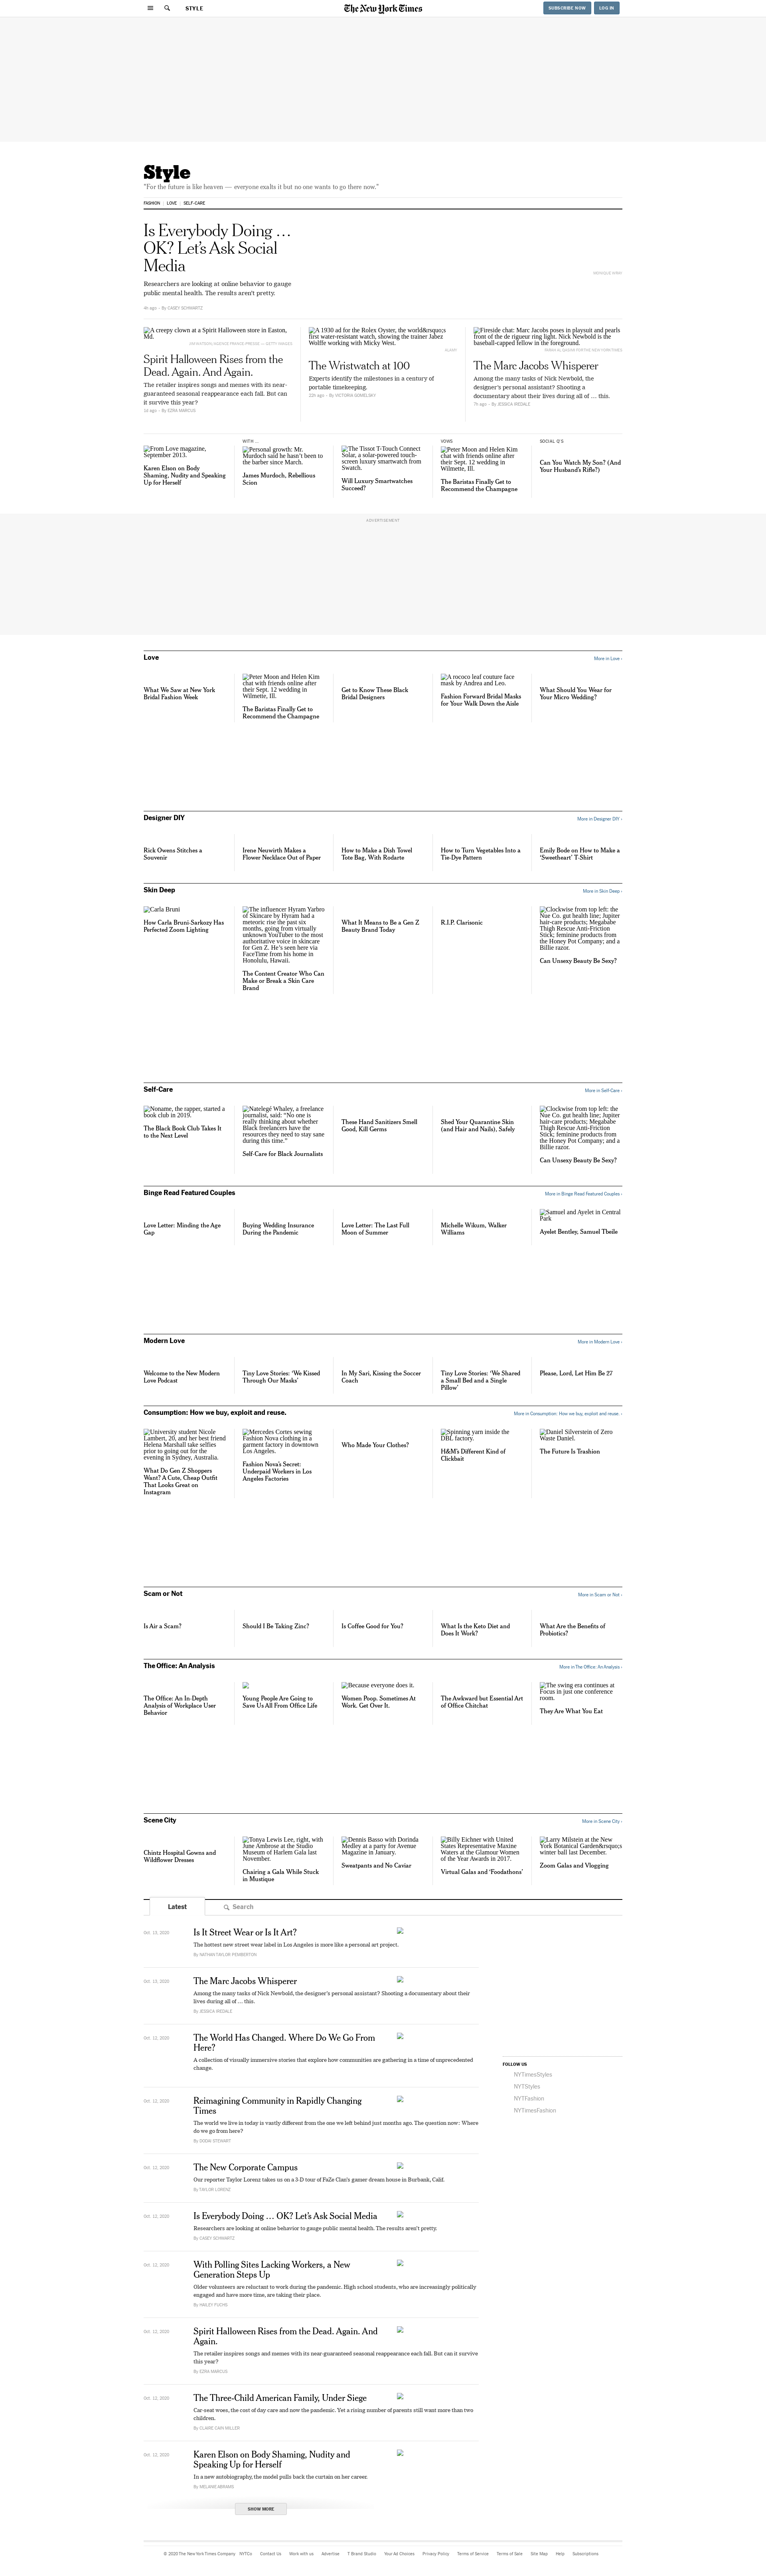 STYLE
The New York Times
SUBSCRIBE NOW
LOG IN
Style
"For the future is like heaven — everyone exalts it but no one wants to go there now."
FASHION
LOVE
SELF-CARE
Is Everybody Doing …
OK? Let's Ask Social
Media
Researchers are looking at online behavior to gauge
public mental health. The results aren't pretty.
4h ago – By CASEY SCHWARTZ
A creepy clown at a Spirit Halloween store in Easton,
Md.
Spirit Halloween Rises from the
Dead. Again. And Again.
The retailer inspires songs and memes with its near-
guaranteed seasonal reappearance each fall. But can
it survive this year?
1d ago – By EZRA MARCUS
A 1930 ad for the Rolex Oyster, the world&rsquo;s
first water-resistant watch, showing the trainer Jabez
Wolffe working with Micky West.
ALAMY
The Wristwatch at 100
Experts identify the milestones in a century of
portable timekeeping.
22h ago – By VICTORIA GOMELSKY
Fireside chat: Marc Jacobs poses in playsuit and pearls
front of the rigueur ring light. Nick Newbold is the
baseball-capped fellow in the foreground.
The Marc Jacobs Whisperer
Among the many tasks of Nick Newbold, the
designer's personal assistant? Shooting a
documentary about their lives during all of … this.
7h ago – By JESSICA IREDALE
From Love magazine,
September 2013.
Karen Elson on Body
Shaming, Nudity and Speaking
Up for Herself
WITH …
Personal growth: Mr.
Murdoch said he hasn't been to
the barber since March.
James Murdoch, Rebellious
Scion
The Tissot T-Touch Connect
Solar, a solar-powered touch-
screen luxury smartwatch from
Swatch.
Will Luxury Smartwatches
Succeed?
VOWS
Peter Moon and Helen Kim
chat with friends online after
their Sept. 12 wedding in
Wilmette, Ill.
The Baristas Finally Get to
Recommend the Champagne
SOCIAL Q'S
Can You Watch My Son? (And
Your Husband's Rifle?)
ADVERTISEMENT
Love
More in Love ›
What We Saw at New York
Bridal Fashion Week
Peter Moon and Helen Kim
chat with friends online after
their Sept. 12 wedding in
Wilmette, Ill.
The Baristas Finally Get to
Recommend the Champagne
Get to Know These Black
Bridal Designers
A rococo leaf couture face
mask by Andrea and Leo.
Fashion Forward Bridal Masks
for Your Walk Down the Aisle
What Should You Wear for
Your Micro Wedding?
Designer DIY
More in Designer DIY ›
Rick Owens Stitches a
Souvenir
Irene Neuwirth Makes a
Flower Necklace Out of Paper
How to Make a Dish Towel
Tote Bag, With Rodarte
How to Turn Vegetables Into a
Tie-Dye Pattern
Emily Bode on How to Make a
'Sweetheart' T-Shirt
Skin Deep
More in Skin Deep ›
Carla Bruni
How Carla Bruni-Sarkozy Has
Perfected Zoom Lighting
The influencer Hyram Yarbro
of Skincare by Hyram had a
meteoric rise the past six
months, going from virtually
unknown YouTuber to the most
authoritative voice in skincare
for Gen Z. He's seen here via
FaceTime from his home in
Honolulu, Hawaii.
The Content Creator Who Can
Make or Break a Skin Care
Brand
What It Means to Be a Gen Z
Beauty Brand Today
R.I.P. Clarisonic
Clockwise from top left: the
Nue Co. gut health line; Jupiter
hair-care products; Megababe
Thigh Rescue Anti-Friction
Stick; feminine products from
the Honey Pot Company; and a
Billie razor.
Can Unsexy Beauty Be Sexy?
Self-Care
More in Self-Care ›
Noname, the rapper, started a
book club in 2019.
The Black Book Club Takes It
to the Next Level
Natelegé Whaley, a freelance
journalist, said: "No one is
really thinking about whether
Black freelancers have the
resources they need to stay sane
during this time."
Self-Care for Black Journalists
These Hand Sanitizers Smell
Good, Kill Germs
Shed Your Quarantine Skin
(and Hair and Nails), Safely
Clockwise from top left: the
Nue Co. gut health line; Jupiter
hair-care products; Megababe
Thigh Rescue Anti-Friction
Stick; feminine products from
the Honey Pot Company; and a
Billie razor.
Can Unsexy Beauty Be Sexy?
Binge Read Featured Couples
More in Binge Read Featured Couples ›
Love Letter: Minding the Age
Gap
Buying Wedding Insurance
During the Pandemic
Love Letter: The Last Full
Moon of Summer
Michelle Wikum, Walker
Williams
Samuel and Ayelet in Central
Park
Ayelet Bentley, Samuel Tbeile
Modern Love
More in Modern Love ›
Welcome to the New Modern
Love Podcast
Tiny Love Stories: 'We Kissed
Through Our Masks'
In My Sari, Kissing the Soccer
Coach
Tiny Love Stories: 'We Shared
a Small Bed and a Single
Pillow'
Please, Lord, Let Him Be 27
Consumption: How we buy, exploit and reuse.
More in Consumption: How we buy, exploit and reuse. ›
University student Nicole
Lambert, 20, and her best friend
Helena Marshall take selfies
prior to going out for the
evening in Sydney, Australia.
What Do Gen Z Shoppers
Want? A Cute, Cheap Outfit
That Looks Great on
Instagram
Mercedes Cortes sewing
Fashion Nova clothing in a
garment factory in downtown
Los Angeles.
Fashion Nova's Secret:
Underpaid Workers in Los
Angeles Factories
Who Made Your Clothes?
Spinning yarn inside the
DBL factory.
H&M's Different Kind of
Clickbait
Daniel Silverstein of Zero
Waste Daniel.
The Future Is Trashion
Scam or Not
More in Scam or Not ›
Is Air a Scam?
Should I Be Taking Zinc?
Is Coffee Good for You?
What Is the Keto Diet and
Does It Work?
What Are the Benefits of
Probiotics?
The Office: An Analysis
More in The Office: An Analysis ›
The Office: An In-Depth
Analysis of Workplace User
Behavior
Young People Are Going to
Save Us All From Office Life
Because everyone does it.
Women Poop. Sometimes At
Work. Get Over It.
The Awkward but Essential Art
of Office Chitchat
The swing era continues at
Focus in just one conference
room.
They Are What You Eat
Scene City
More in Scene City ›
Chintz Hospital Gowns and
Wildflower Dresses
Tonya Lewis Lee, right, with
June Ambrose at the Studio
Museum of Harlem Gala last
November.
Chairing a Gala While Stuck
in Mustique
Dennis Basso with Dorinda
Medley at a party for Avenue
Magazine in January.
Sweatpants and No Caviar
Billy Eichner with United
States Representative Maxine
Waters at the Glamour Women
of the Year Awards in 2017.
Virtual Galas and 'Foodathons'
Larry Milstein at the New
York Botanical Garden&rsquo;s
winter ball last December.
Zoom Galas and Vlogging
Latest
Search
Oct. 13, 2020
Is It Street Wear or Is It Art?
The hottest new street wear label in Los Angeles is more like a personal art project.
By NATHAN TAYLOR PEMBERTON
Oct. 13, 2020
The Marc Jacobs Whisperer
Among the many tasks of Nick Newbold, the designer's personal assistant? Shooting a documentary about their
lives during all of … this.
By JESSICA IREDALE
Oct. 12, 2020
The World Has Changed. Where Do We Go From
Here?
A collection of visually immersive stories that explore how communities are gathering in a time of unprecedented
change.
Oct. 12, 2020
Reimagining Community in Rapidly Changing
Times
The world we live in today is vastly different from the one we left behind just months ago. The question now: Where
do we go from here?
By DODAI STEWART
Oct. 12, 2020
The New Corporate Campus
Our reporter Taylor Lorenz takes us on a 3-D tour of FaZe Clan's gamer dream house in Burbank, Calif.
By TAYLOR LORENZ
Oct. 12, 2020
Is Everybody Doing … OK? Let's Ask Social Media
Researchers are looking at online behavior to gauge public mental health. The results aren't pretty.
By CASEY SCHWARTZ
Oct. 12, 2020
With Polling Sites Lacking Workers, a New
Generation Steps Up
Older volunteers are reluctant to work during the pandemic. High school students, who are increasingly politically
engaged and have more time, are taking their place.
By HAILEY FUCHS
Oct. 12, 2020
Spirit Halloween Rises from the Dead. Again. And
Again.
The retailer inspires songs and memes with its near-guaranteed seasonal reappearance each fall. But can it survive
this year?
By EZRA MARCUS
Oct. 12, 2020
The Three-Child American Family, Under Siege
Car-seat woes, the cost of day care and now the pandemic. Yet a rising number of parents still want more than two
children.
By CLAIRE CAIN MILLER
Oct. 12, 2020
Karen Elson on Body Shaming, Nudity and
Speaking Up for Herself
In a new autobiography, the model pulls back the curtain on her career.
By MELANIE ABRAMS
SHOW MORE
FOLLOW US
NYTimesStyles
NYTStyles
NYTFashion
NYTimesFashion
© 2020 The New York Times Company
NYTCo
Contact Us
Work with us
Advertise
T Brand Studio
Your Ad Choices
Privacy Policy
Terms of Service
Terms of Sale
Site Map
Help
Subscriptions